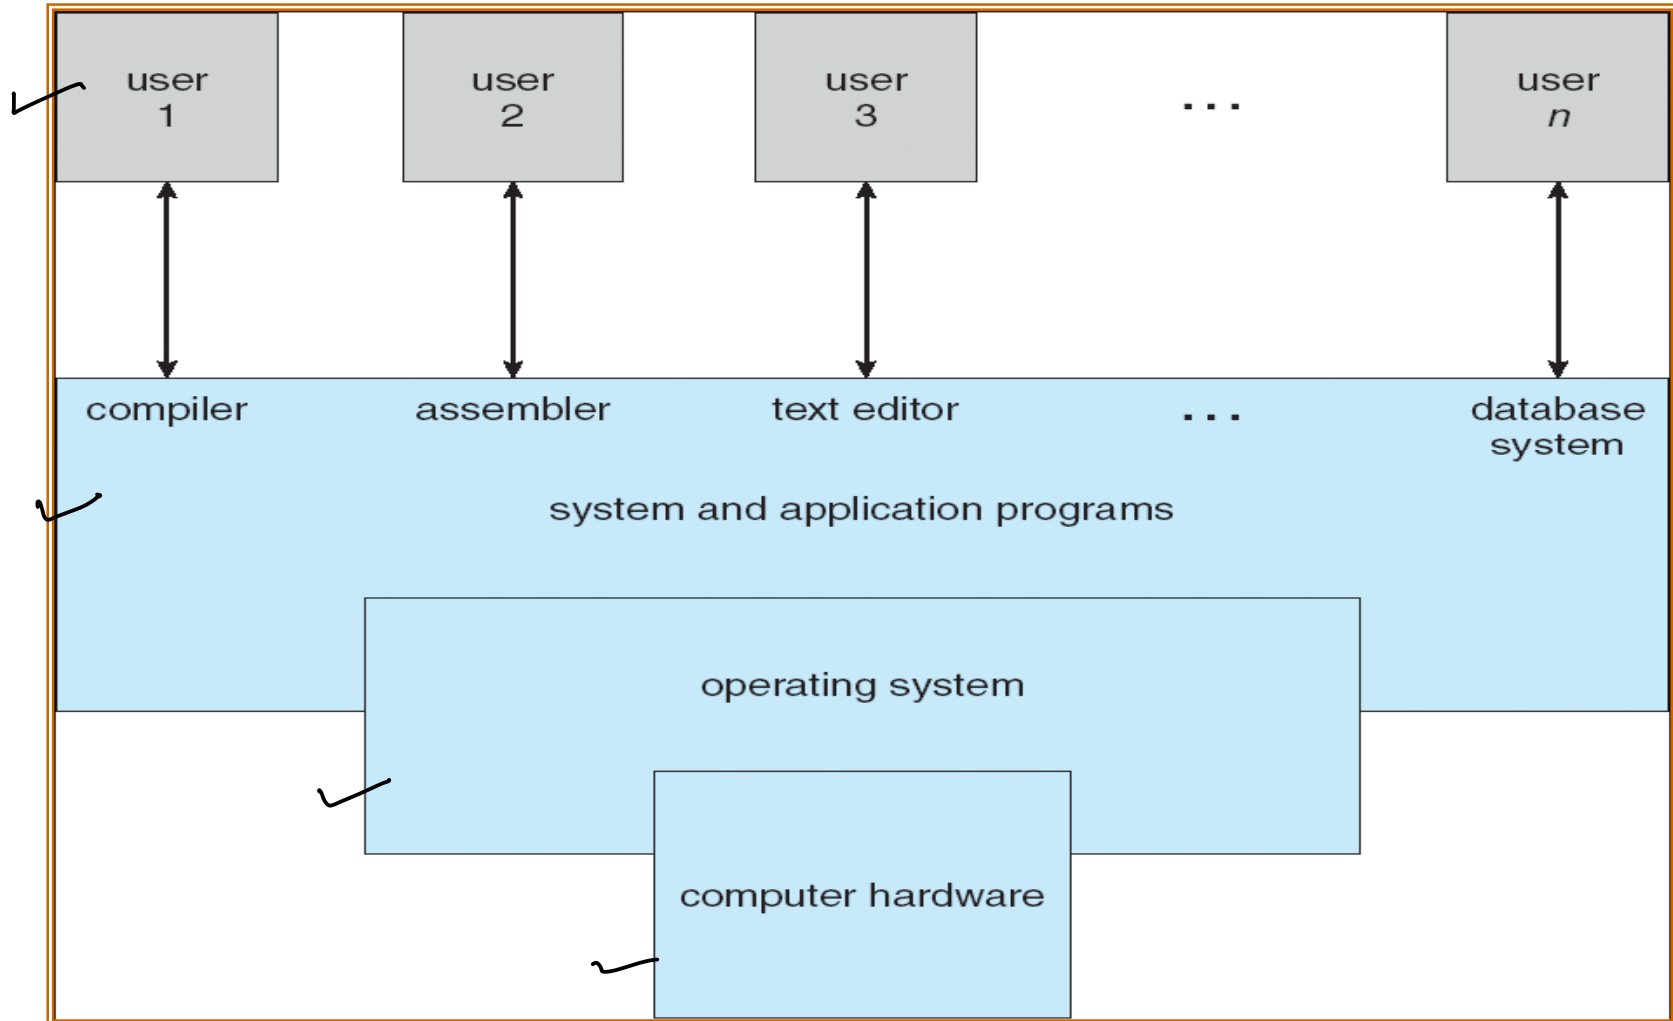 user
1
user
2
user
3
...
user
n
compiler
assembler
text editor
...
database
system
system and application programs
operating system
computer hardware